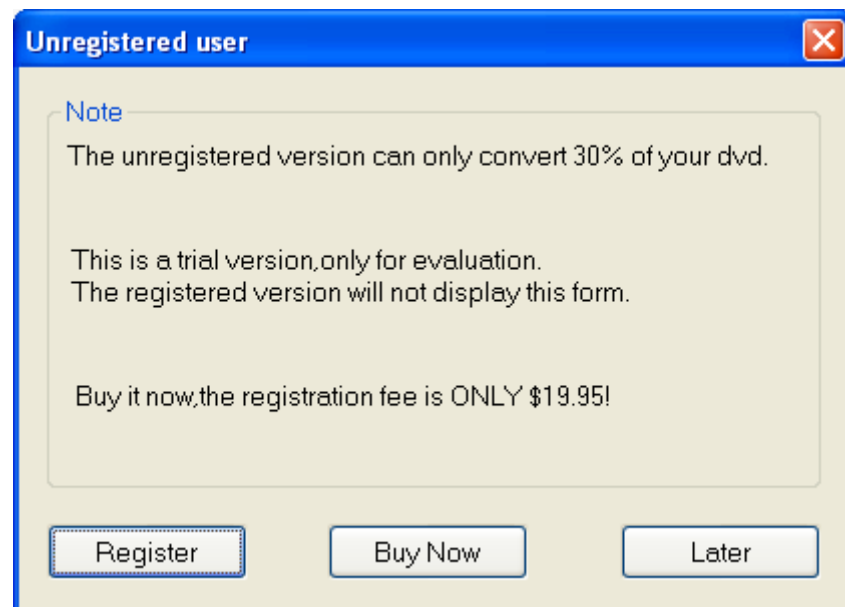 Unregistered user
Note
The unregistered version can only convert 30% of your dvd.
This is a trial version,only for evaluation.
The registered version will not display this form.
Buy it now,the registration fee is ONLY $19.95!
Register
Buy Now
Later